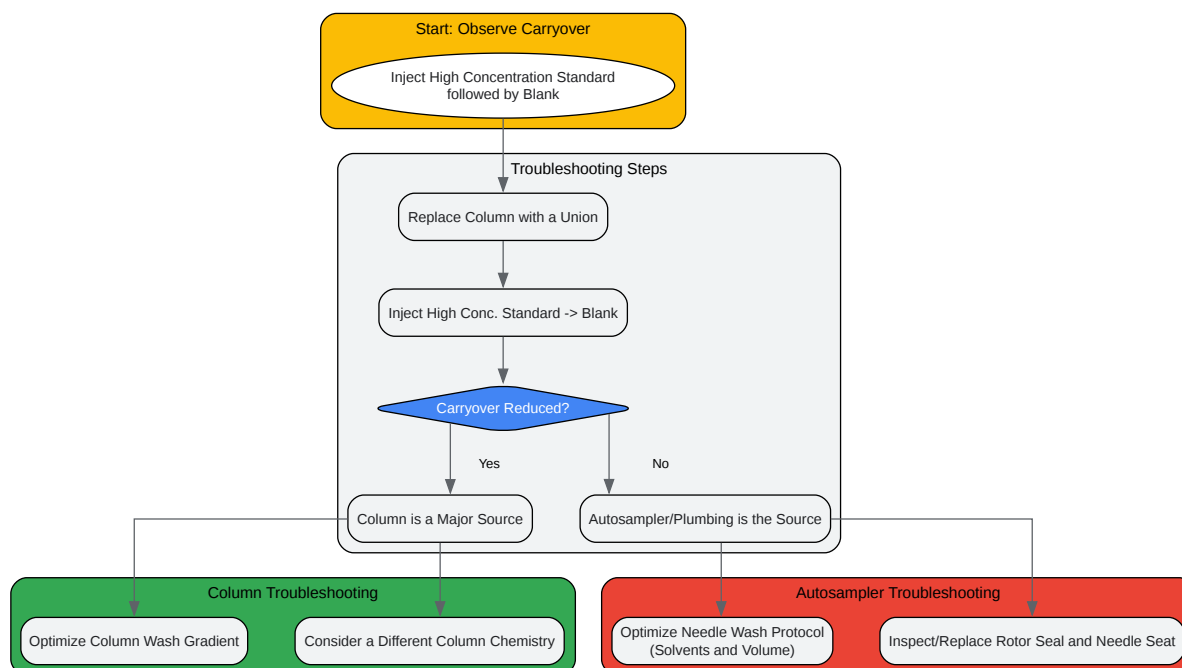 Start: Observe Carryover
Inject High Concentration Standard
followed by Blank
Troubleshooting Steps
Replace Column with a Union
Inject High Conc. Standard -> Blank
Carryover Reduced?
Yes
No
Column is a Major Source
Autosampler/Plumbing is the Source
Column Troubleshooting
Optimize Column Wash Gradient
Consider a Different Column Chemistry
Autosampler Troubleshooting
Optimize Needle Wash Protocol
(Solvents and Volume)
Inspect/Replace Rotor Seal and Needle Seat